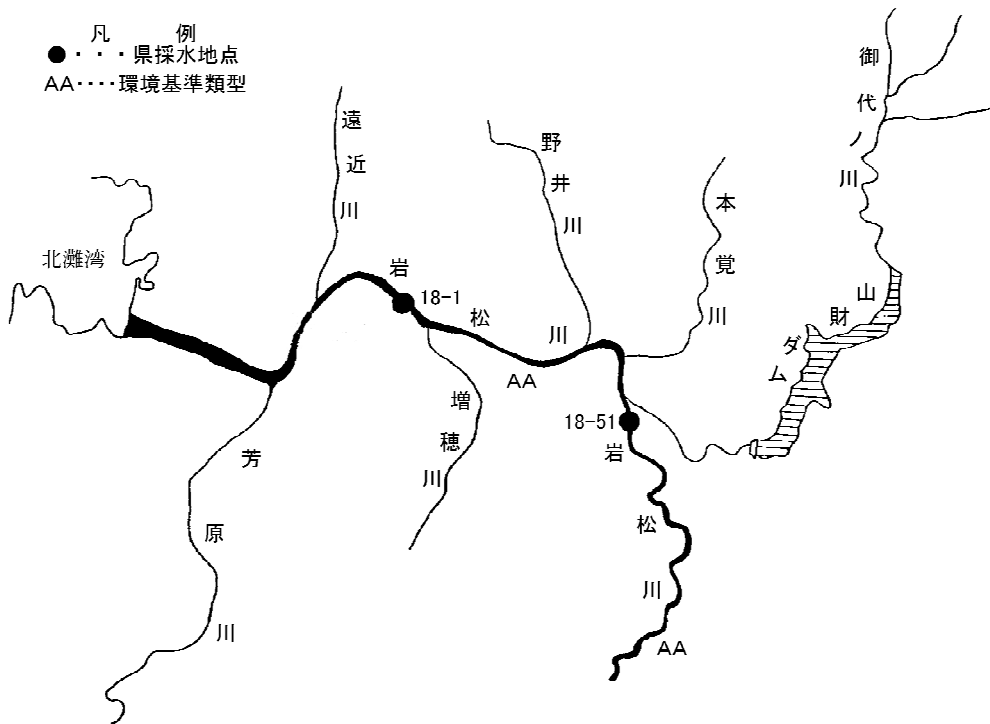 凡 例
●・・・県採水地点
AA・・・・環境基準類型
御代ノ川
遠近川
野井川
本覚川
北灘湾
岩松川
18-1
山財ダム
AA
増穂川
18-51
芳原川
岩松川
AA